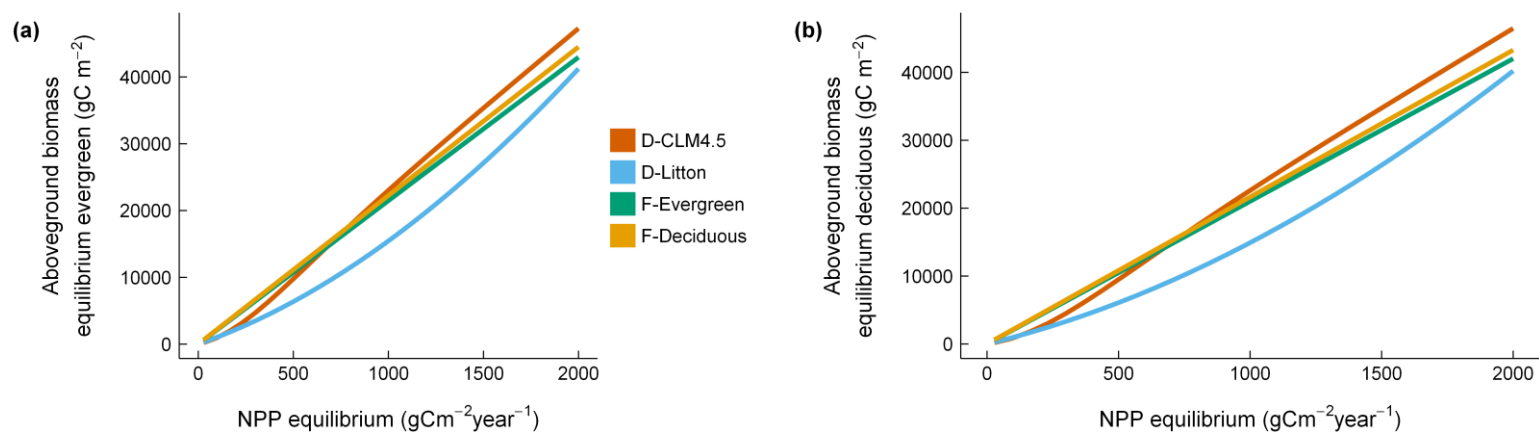 (a)
Aboveground biomass
equilibrium evergreen (gC m⁻²)
40000
30000
20000
10000
0
0 500 1000 1500 2000
NPP equilibrium (gCm⁻²year⁻¹)
D-CLM4.5
D-Litton
F-Evergreen
F-Deciduous
(b)
Aboveground biomass
equilibrium deciduous (gC m⁻²)
40000
30000
20000
10000
0
0 500 1000 1500 2000
NPP equilibrium (gCm⁻²year⁻¹)